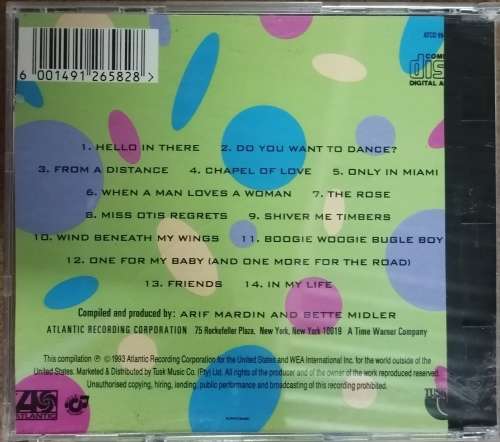 6 001491 265828 >
ATCD
COM
DIGITAL A
1. HELLO IN THERE 2. DO YOU WANT TO DANCE?
3. FROM A DISTANCE 4. CHAPEL OF LOVE 5. ONLY IN MIAMI
6. WHEN A MAN LOVES A WOMAN 7. THE ROSE
8. MISS OTIS REGRETS 9. SHIVER ME TIMBERS
10. WIND BENEATH MY WINGS 11. BOOGIE WOOGIE BUGLE BOY
12. ONE FOR MY BABY (AND ONE MORE FOR THE ROAD)
13. FRIENDS 14. IN MY LIFE
Compiled and produced by: ARIF MARDIN AND BETTE MIDLER
ATLANTIC RECORDING CORPORATION 75 Rockefeller Plaza, New York, New York 10019 A Time Warner Company
This compilation ℗ © 1993 Atlantic Recording Corporation for the United States and WEA International Inc. for the world outside of the
United States. Marketed & Distributed by Tusk Music Co. (Pty) Ltd. All rights of the producer and of the owner of the work reproduced reserved.
Unauthorised copying, hiring, lending, public performance and broadcasting of this recording prohibited.
ATLANTIC
TUSK